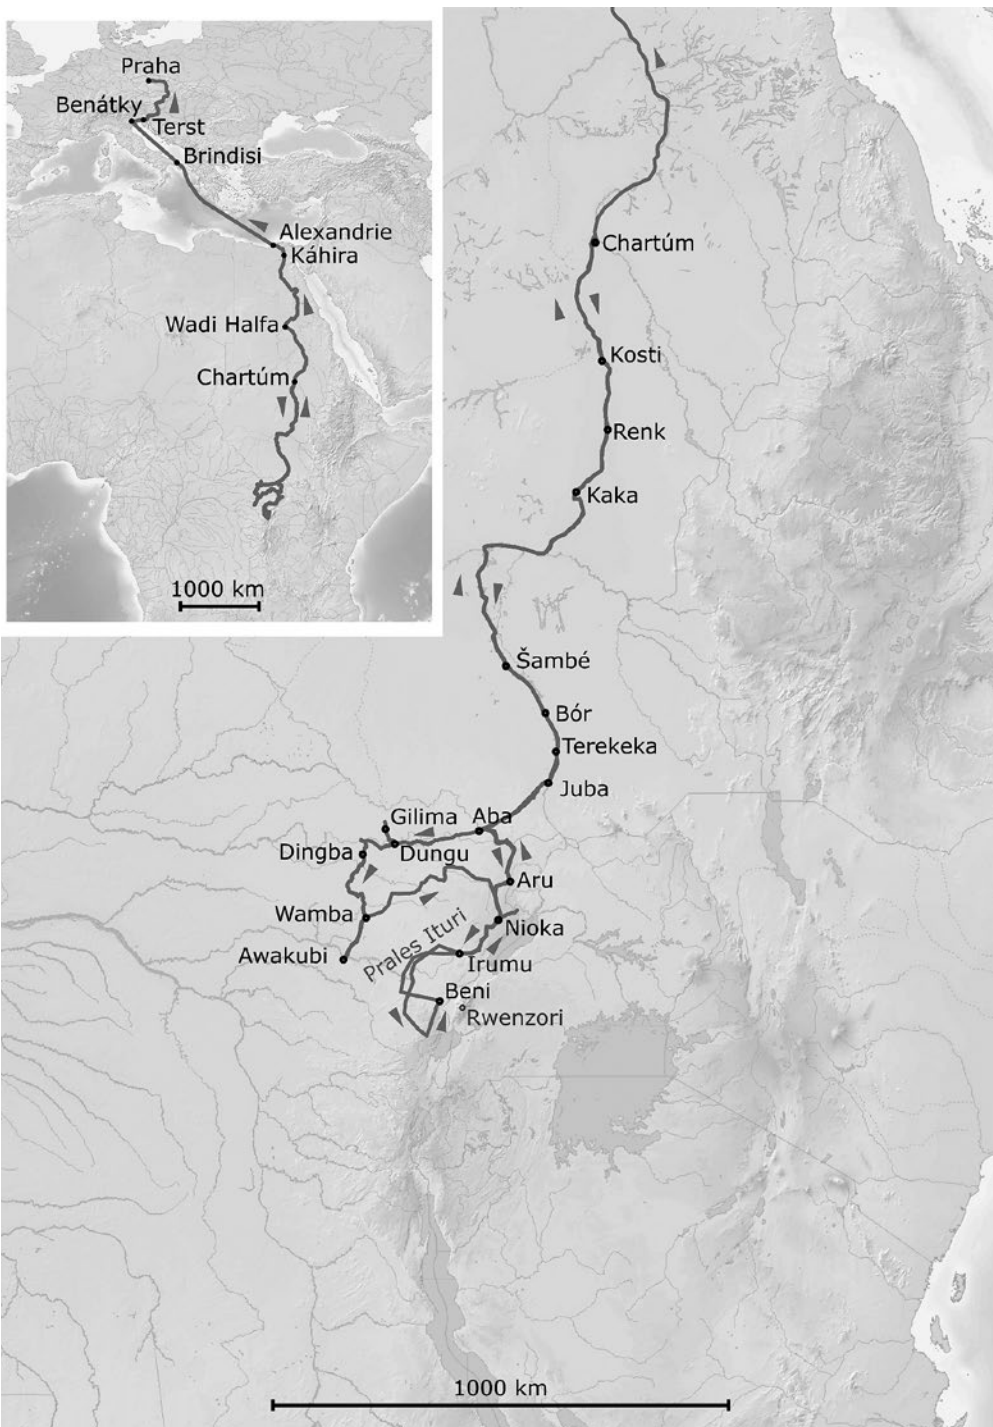 Praha
Benátky
Terst
Brindisi
Alexandrie
Káhira
Wadi Halfa
Chartúm
1000 km
Chartúm
Kosti
Renk
Kaka
Šambé
Bór
Terekeka
Juba
Gilima
Aba
Dingba
Dungu
Aru
Wamba
Nioka
Prales Ituri
Awakubi
Irumu
Beni
Rwenzori
1000 km